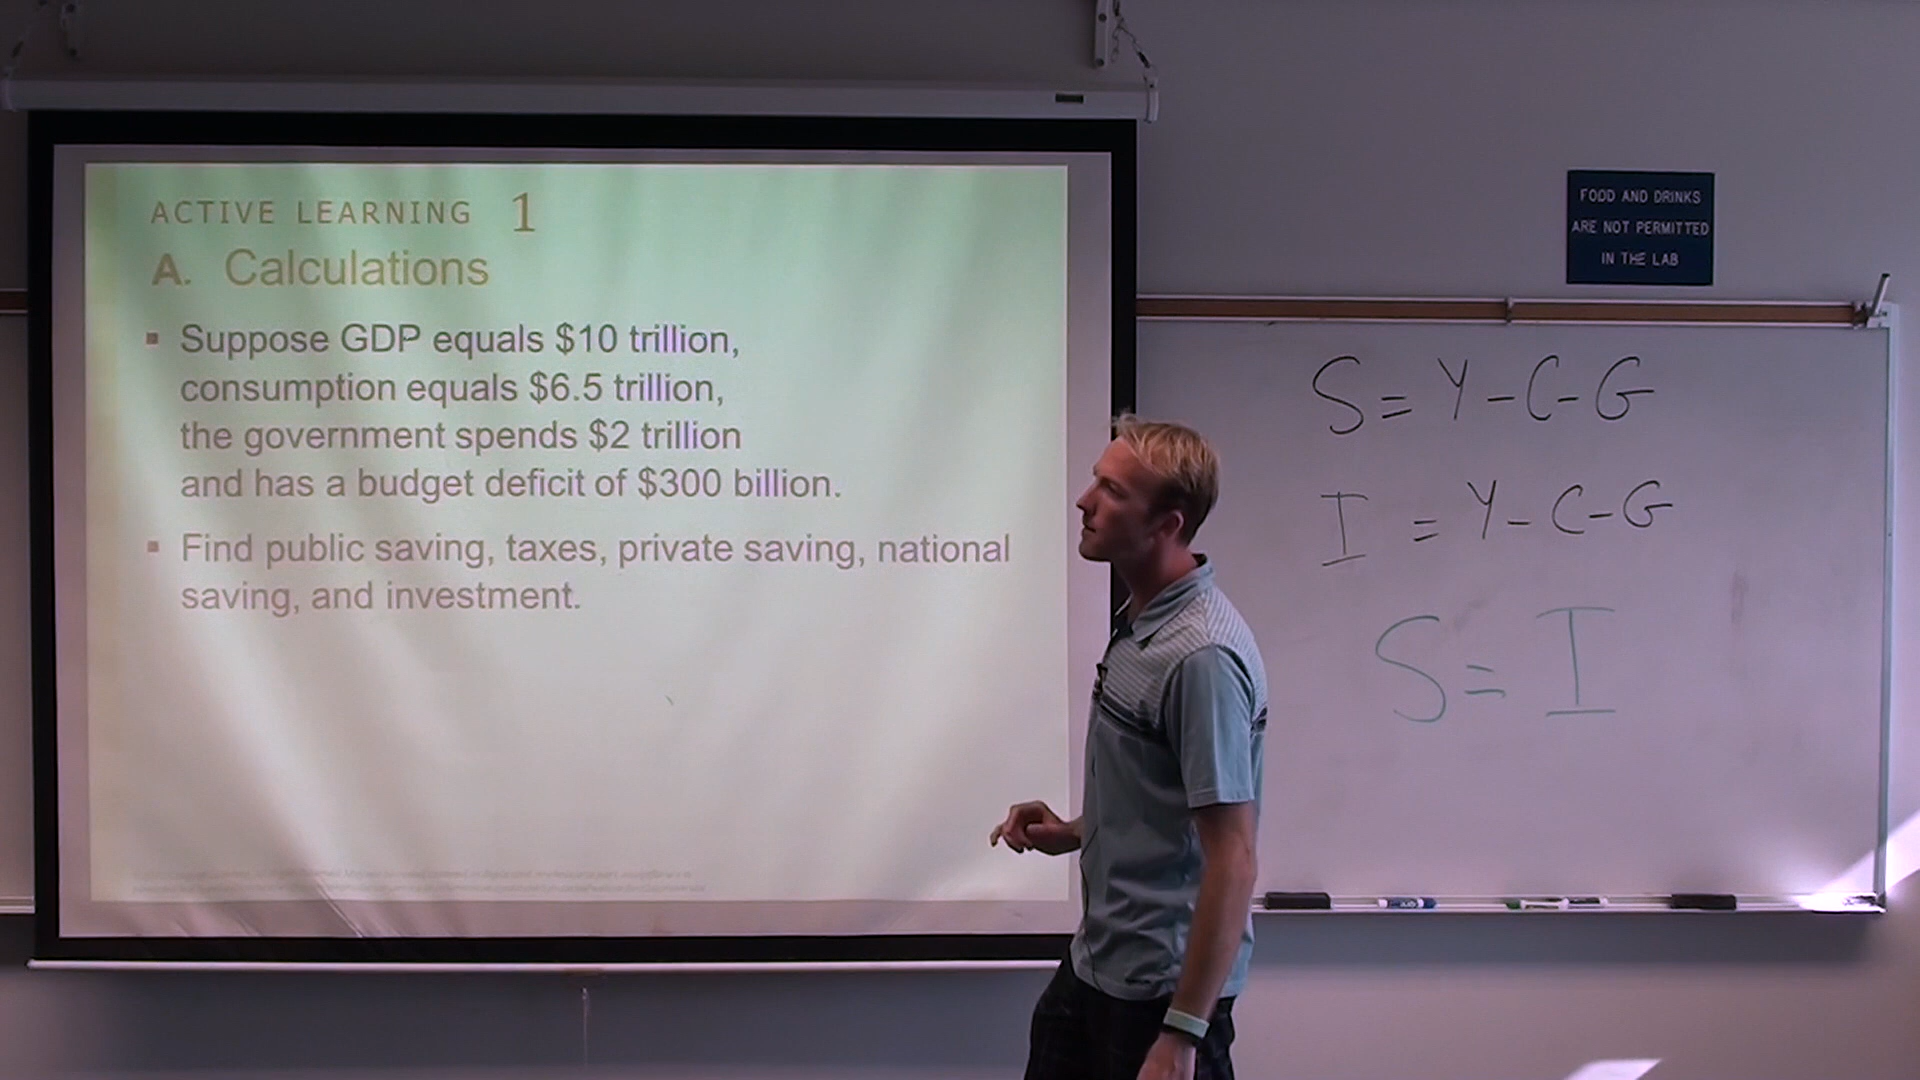 ACTIVE LEARNING 1
A. Calculations
▪ Suppose GDP equals $10 trillion,
consumption equals $6.5 trillion,
the government spends $2 trillion
and has a budget deficit of $300 billion.
▪ Find public saving, taxes, private saving, national
saving, and investment.
FOOD AND DRINKS
ARE NOT PERMITTED
IN THE LAB
S = Y - C - G
I = Y - C - G
S = I